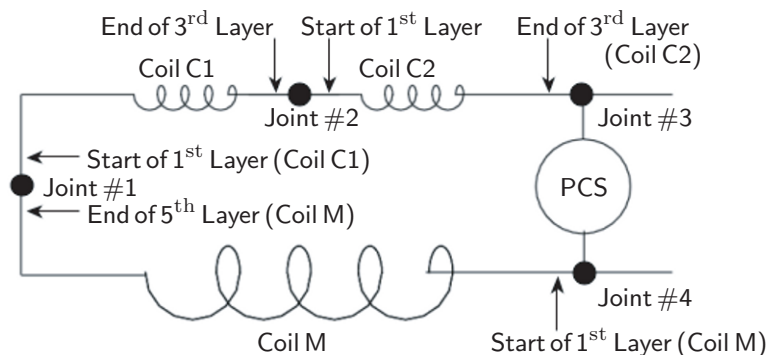 End of 3rd Layer
Start of 1st Layer
End of 3rd Layer
(Coil C2)
Coil C1
Coil C2
Joint #2
Joint #3
Start of 1st Layer (Coil C1)
Joint #1
End of 5th Layer (Coil M)
PCS
Joint #4
Coil M
Start of 1st Layer (Coil M)